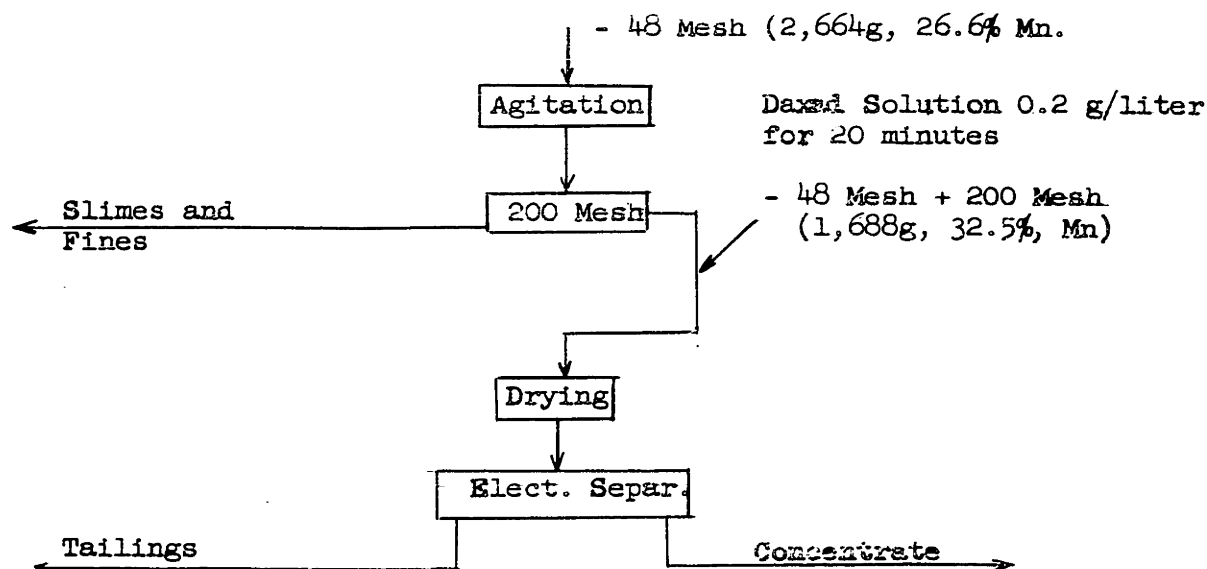 - 48 Mesh (2,664g, 26.6% Mn.
Agitation
Daxad Solution 0.2 g/liter
for 20 minutes
Slimes and
Fines
200 Mesh
- 48 Mesh + 200 Mesh
(1,688g, 32.5%, Mn)
Drying
Elect. Separ.
Tailings
Concentrate